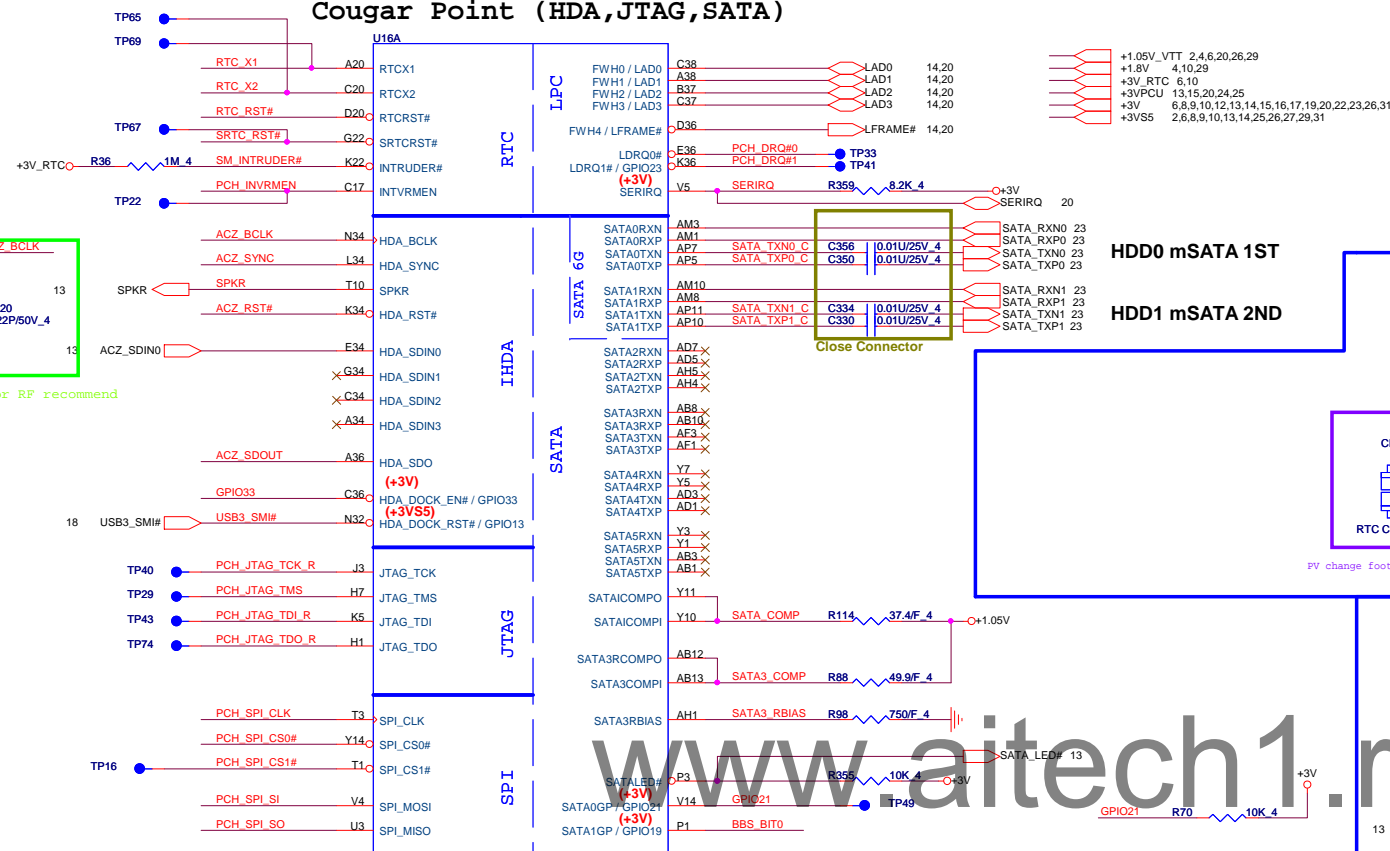 Cougar Point (HDA,JTAG,SATA)
TP65
TP69
TP67
+3V_RTC
R36
1M_4
TP22
RTC_X1
RTC_X2
RTC_RST#
SRTC_RST#
SM_INTRUDER#
PCH_INVRMEN
A20
C20
D20
G22
K22
C17
U16A
RTCX1
RTCX2
RTCRST#
SRTCRST#
INTRUDER#
INTVRMEN
RTC
LPC
FWH0 / LAD0
FWH1 / LAD1
FWH2 / LAD2
FWH3 / LAD3
FWH4 / LFRAME#
LDRQ0#
LDRQ1# / GPIO23
(+3V)
SERIRQ
C38
A38
B37
C37
D36
E36
K36
V5
LAD0 14,20
LAD1 14,20
LAD2 14,20
LAD3 14,20
LFRAME# 14,20
PCH_DRQ#0
PCH_DRQ#1
TP33
TP41
SERIRQ
R359
8.2K_4
+3V
SERIRQ 20
+1.05V_VTT 2,4,6,20,26,29
+1.8V 4,10,29
+3V_RTC 6,10
+3VPCU 13,15,20,24,25
+3V 6,8,9,10,12,13,14,15,16,17,19,20,22,23,26,31
+3VS5 2,6,8,9,10,13,14,25,26,27,29,31
Z_BCLK
20
22P/50V_4
or RF recommend
13
SPKR
13
ACZ_SDIN0
18
USB3_SMI#
ACZ_BCLK
ACZ_SYNC
SPKR
ACZ_RST#
ACZ_SDOUT
GPIO33
USB3_SMI#
N34
L34
T10
K34
E34
G34
C34
A34
A36
C36
N32
HDA_BCLK
HDA_SYNC
SPKR
HDA_RST#
HDA_SDIN0
HDA_SDIN1
HDA_SDIN2
HDA_SDIN3
HDA_SDO
(+3V)
HDA_DOCK_EN# / GPIO33
(+3VS5)
HDA_DOCK_RST# / GPIO13
IHDA
SATA 6G
SATA
SATA0RXN
SATA0RXP
SATA0TXN
SATA0TXP
SATA1RXN
SATA1RXP
SATA1TXN
SATA1TXP
SATA2RXN
SATA2RXP
SATA2TXN
SATA2TXP
SATA3RXN
SATA3RXP
SATA3TXN
SATA3TXP
SATA4RXN
SATA4RXP
SATA4TXN
SATA4TXP
SATA5RXN
SATA5RXP
SATA5TXN
SATA5TXP
SATAICOMPO
SATAICOMPI
SATA3RCOMPO
SATA3COMPI
SATA3RBIAS
SATALED#
(+3V)
SATA0GP / GPIO21
(+3V)
SATA1GP / GPIO19
AM3
AM1
AP7
AP5
AM10
AM8
AP11
AP10
AD7
AD5
AH5
AH4
AB8
AB10
AF3
AF1
Y7
Y5
AD3
AD1
Y3
Y1
AB3
AB1
Y11
Y10
AB12
AB13
AH1
P3
V14
P1
SATA_TXN0_C
SATA_TXP0_C
C356
0.01U/25V_4
C350
0.01U/25V_4
SATA_RXN0 23
SATA_RXP0 23
SATA_TXN0 23
SATA_TXP0 23
HDD0 mSATA 1ST
SATA_TXN1_C
SATA_TXP1_C
C334
0.01U/25V_4
C330
0.01U/25V_4
SATA_RXN1 23
SATA_RXP1 23
SATA_TXN1 23
SATA_TXP1 23
HDD1 mSATA 2ND
Close Connector
SATA_COMP
R114
37.4/F_4
+1.05V
SATA3_COMP
R88
49.9/F_4
SATA3_RBIAS
R98
750/F_4
SATA_LED# 13
R355
10K_4
+3V
GPIO21
TP49
BBS_BIT0
TP40
TP29
TP43
TP74
PCH_JTAG_TCK_R
PCH_JTAG_TMS
PCH_JTAG_TDI_R
PCH_JTAG_TDO_R
J3
H7
K5
H1
JTAG_TCK
JTAG_TMS
JTAG_TDI
JTAG_TDO
JTAG
TP16
PCH_SPI_CLK
PCH_SPI_CS0#
PCH_SPI_CS1#
PCH_SPI_SI
PCH_SPI_SO
T3
Y14
T1
V4
U3
SPI_CLK
SPI_CS0#
SPI_CS1#
SPI_MOSI
SPI_MISO
SPI
RTC C
PV change foot
+3V
GPIO21
R70
10K_4
13
www.aitech1.r